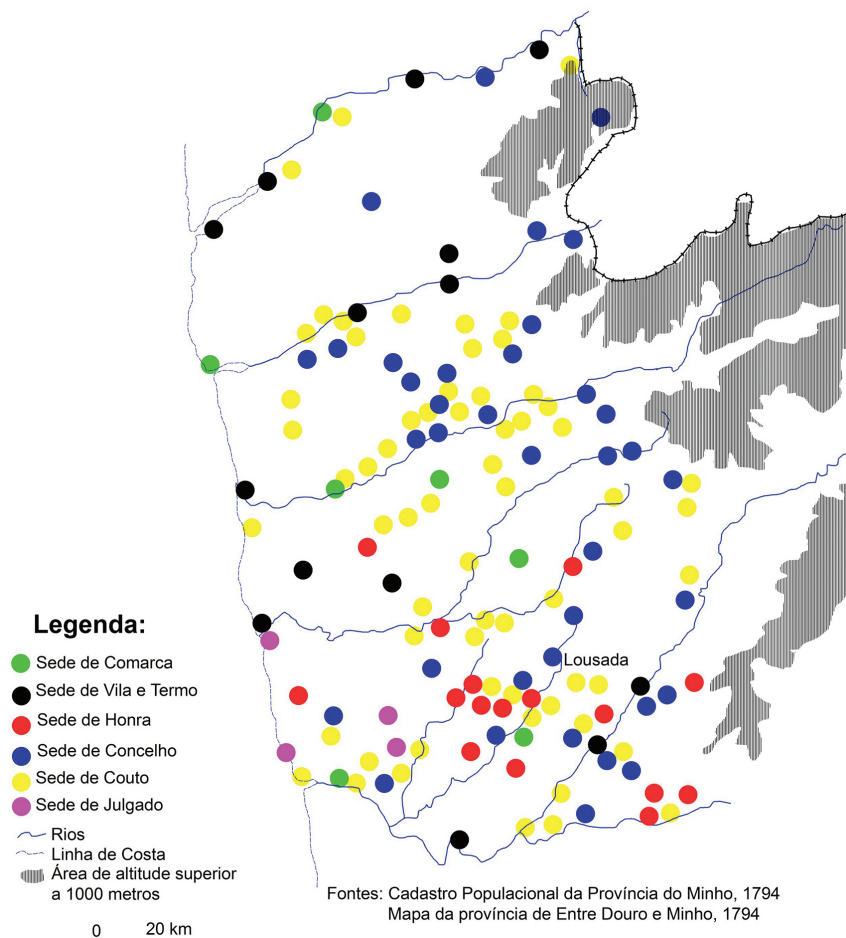 Lousada
Legenda:
Sede de Comarca
Sede de Vila e Termo
Sede de Honra
Sede de Concelho
Sede de Couto
Sede de Julgado
Rios
Linha de Costa
Área de altitude superior
a 1000 metros
Fontes: Cadastro Populacional da Província do Minho, 1794
Mapa da província de Entre Douro e Minho, 1794
0 20 km